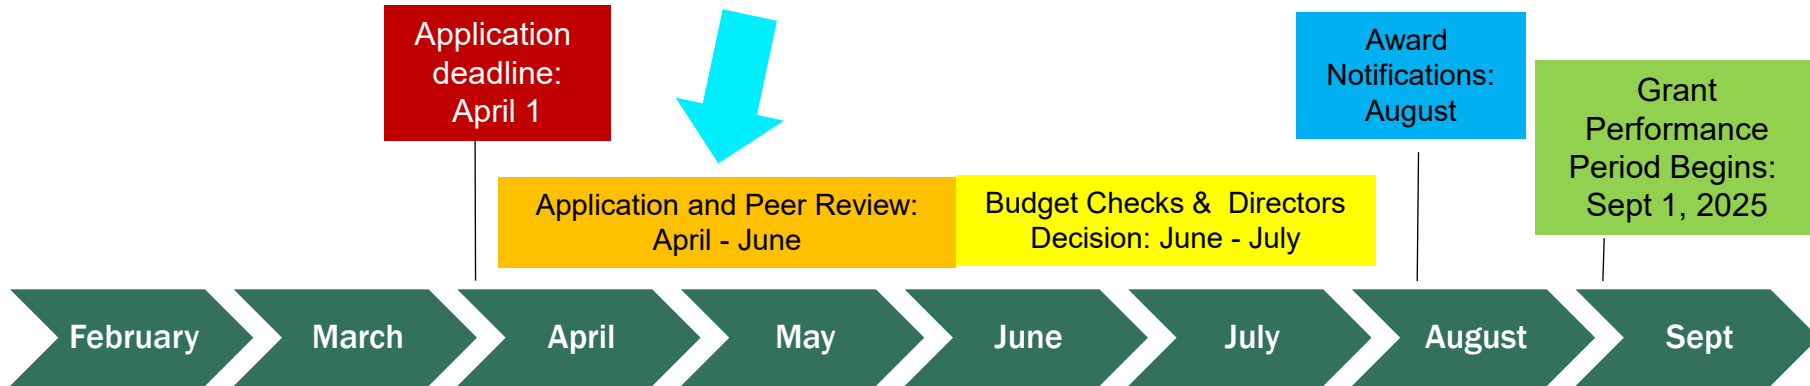 Application
deadline:
April 1
Award
Notifications:
August
Grant
Performance
Period Begins:
Sept 1, 2025
Application and Peer Review:
April - June
Budget Checks & Directors
Decision: June - July
February
March
April
May
June
July
August
Sept